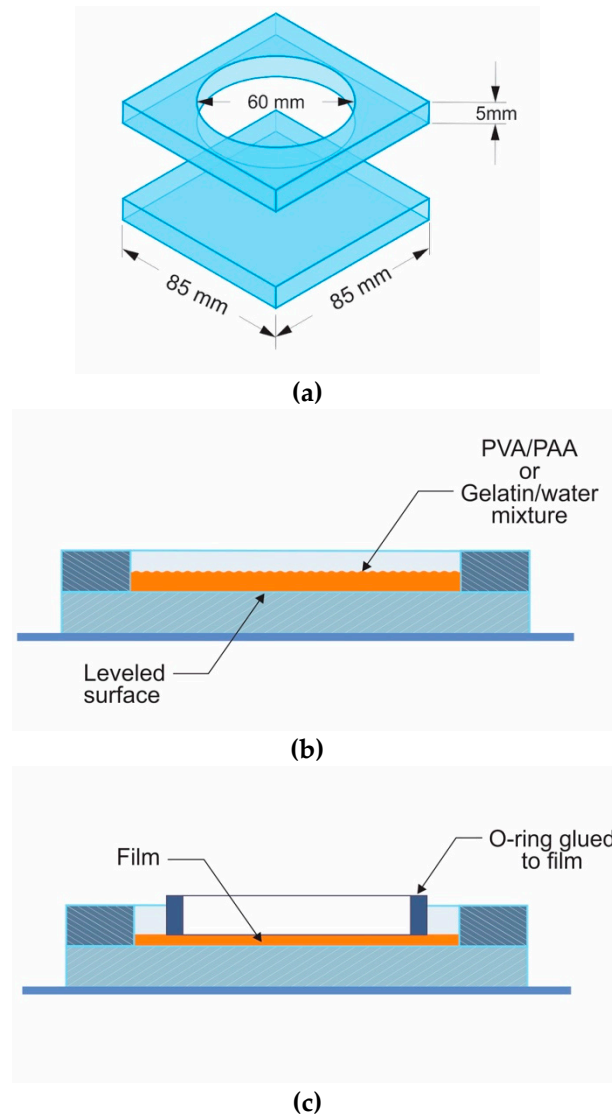 60 mm
5mm
85 mm
85 mm
(a)
PVA/PAA
or
Gelatin/water
mixture
Leveled
surface
(b)
Film
O-ring glued
to film
(c)